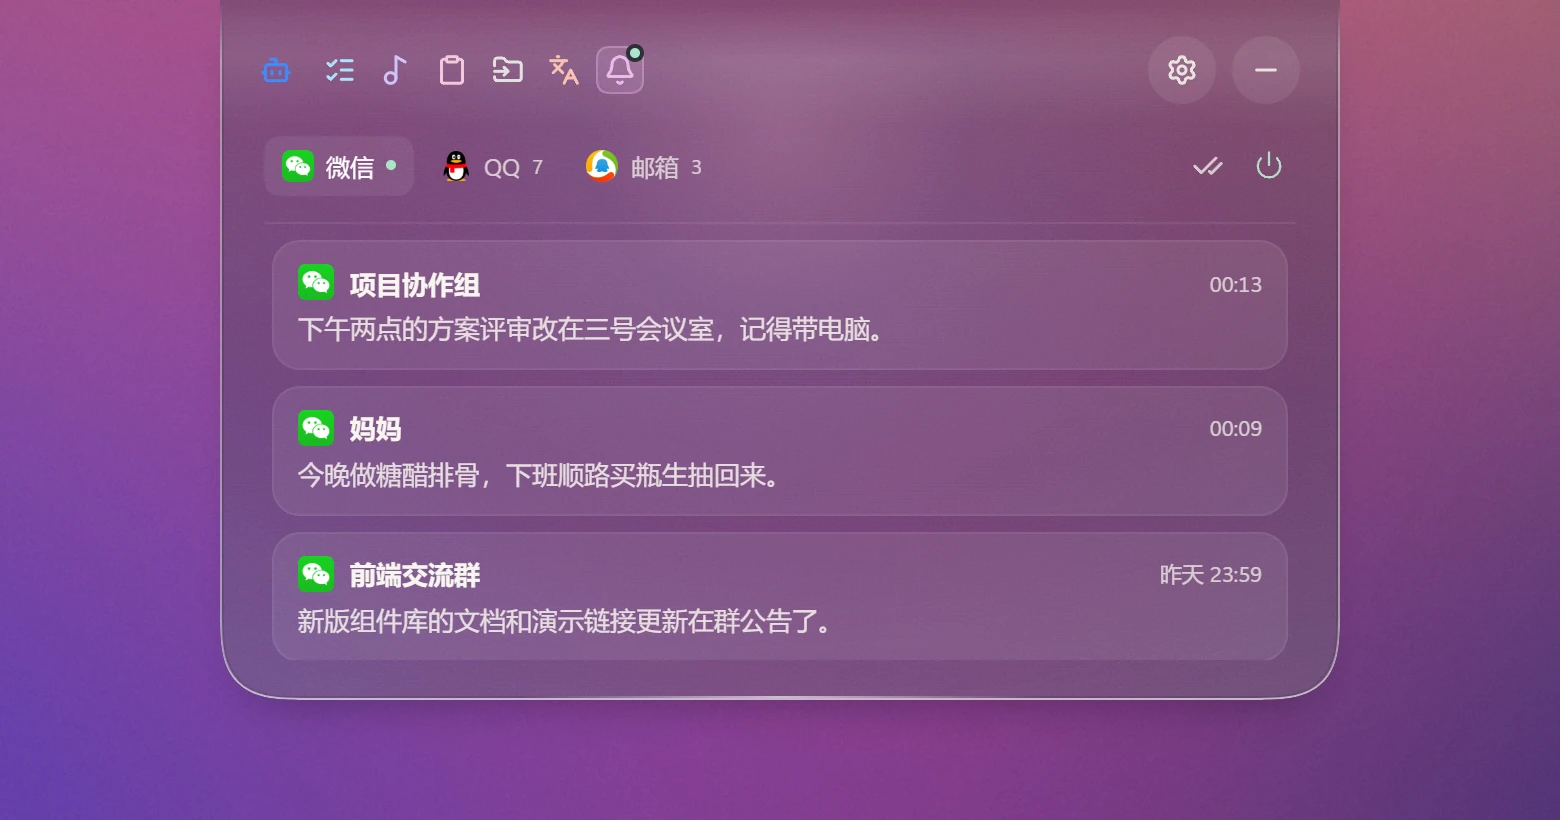 微信 QQ 7 邮箱 3
项目协作组 00:13
下午两点的方案评审改在三号会议室，记得带电脑。
妈妈 00:09
今晚做糖醋排骨，下班顺路买瓶生抽回来。
前端交流群 昨天 23:59
新版组件库的文档和演示链接更新在群公告了。